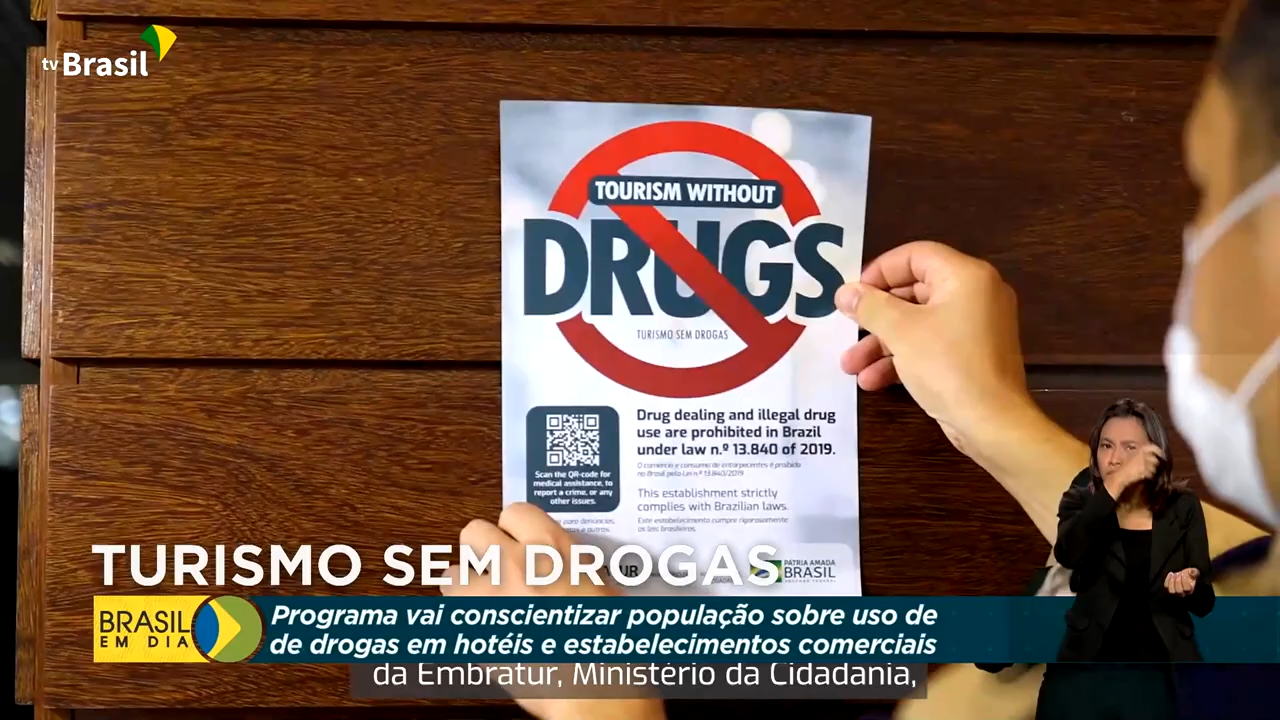 tv Brasil
TOURISM WITHOUT
DRUGS
TURISMO SEM DROGAS
Drug dealing and illegal drug
use are prohibited in Brazil
under law n.º 13.840 of 2019.
O comércio e consumo de entorpecentes é proibido
no Brasil pela Lei n.º 13.840/2019
Scan the QR-code for
medical assistance, to
report a crime, or any
other issues.
para denúncias,
e outros
This establishment strictly
complies with Brazilian laws.
Este estabelecimento cumpre rigorosamente
as leis brasileiras.
PÁTRIA AMADA
BRASIL
TURISMO SEM DROGAS
BRASIL
EM DIA
Programa vai conscientizar população sobre uso de
de drogas em hotéis e estabelecimentos comerciais
da Embratur, Ministério da Cidadania,